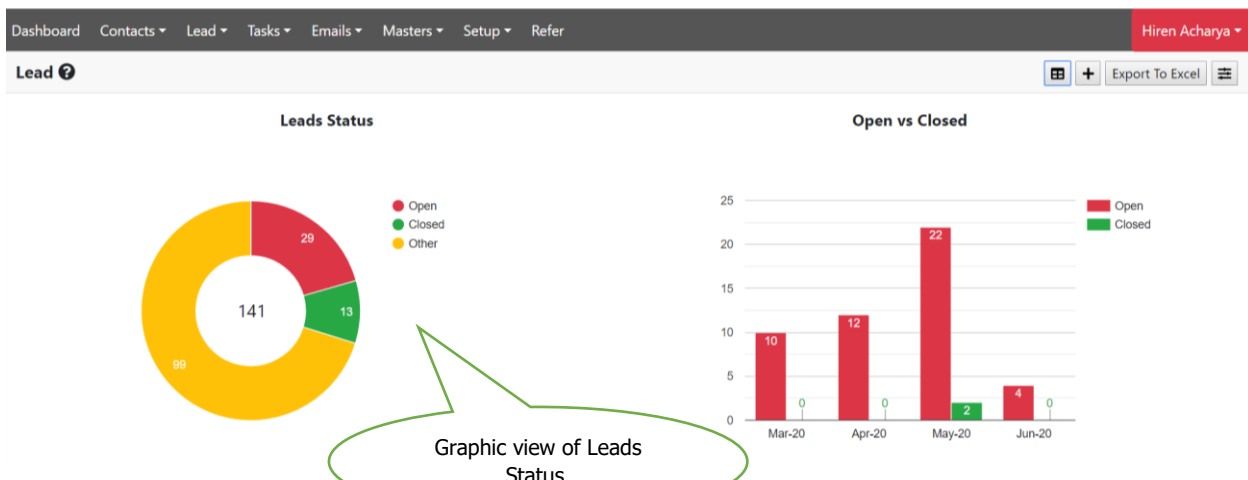 Dashboard Contacts Lead Tasks Emails Masters Setup Refer Hiren Acharya
Lead ?
Export To Excel
Leads Status
Open
Closed
Other
29
13
99
141
Open vs Closed
25
20
15
10
5
0
10
0
12
0
22
2
4
0
Mar-20 Apr-20 May-20 Jun-20
Open
Closed
Graphic view of Leads
Status